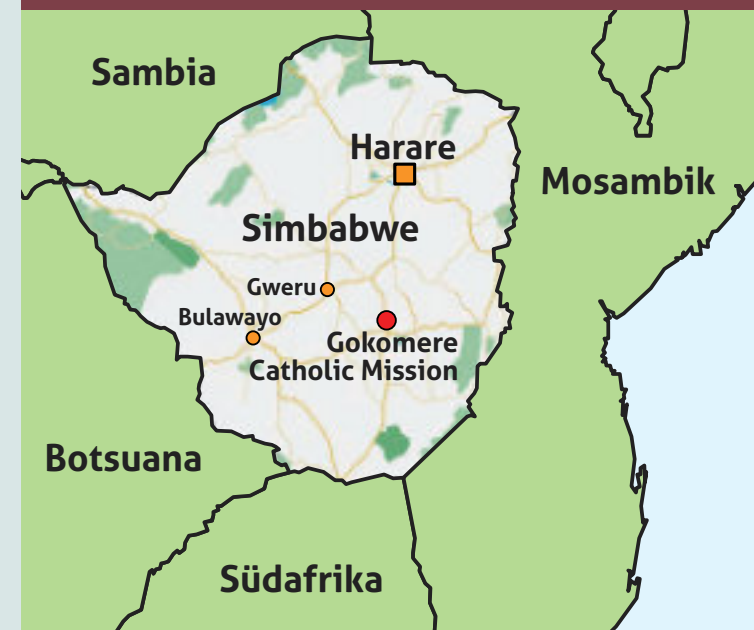 Sambia
Harare
Mosambik
Simbabwe
Gweru
Bulawayo
Gokomere
Catholic Mission
Botsuana
Südafrika